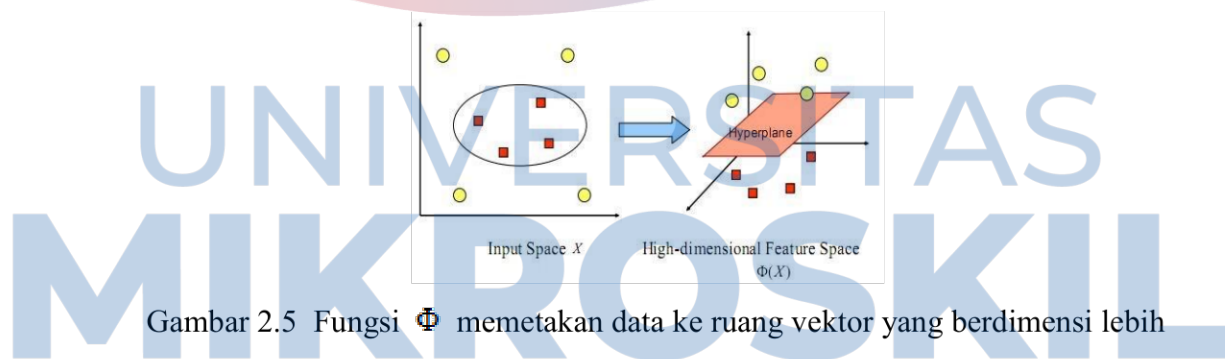 UNIVERSITAS
MIKROSKIL
Hyperplane
Input Space X
High-dimensional Feature Space
Φ(X)
Gambar 2.5 Fungsi Φ memetakan data ke ruang vektor yang berdimensi lebih